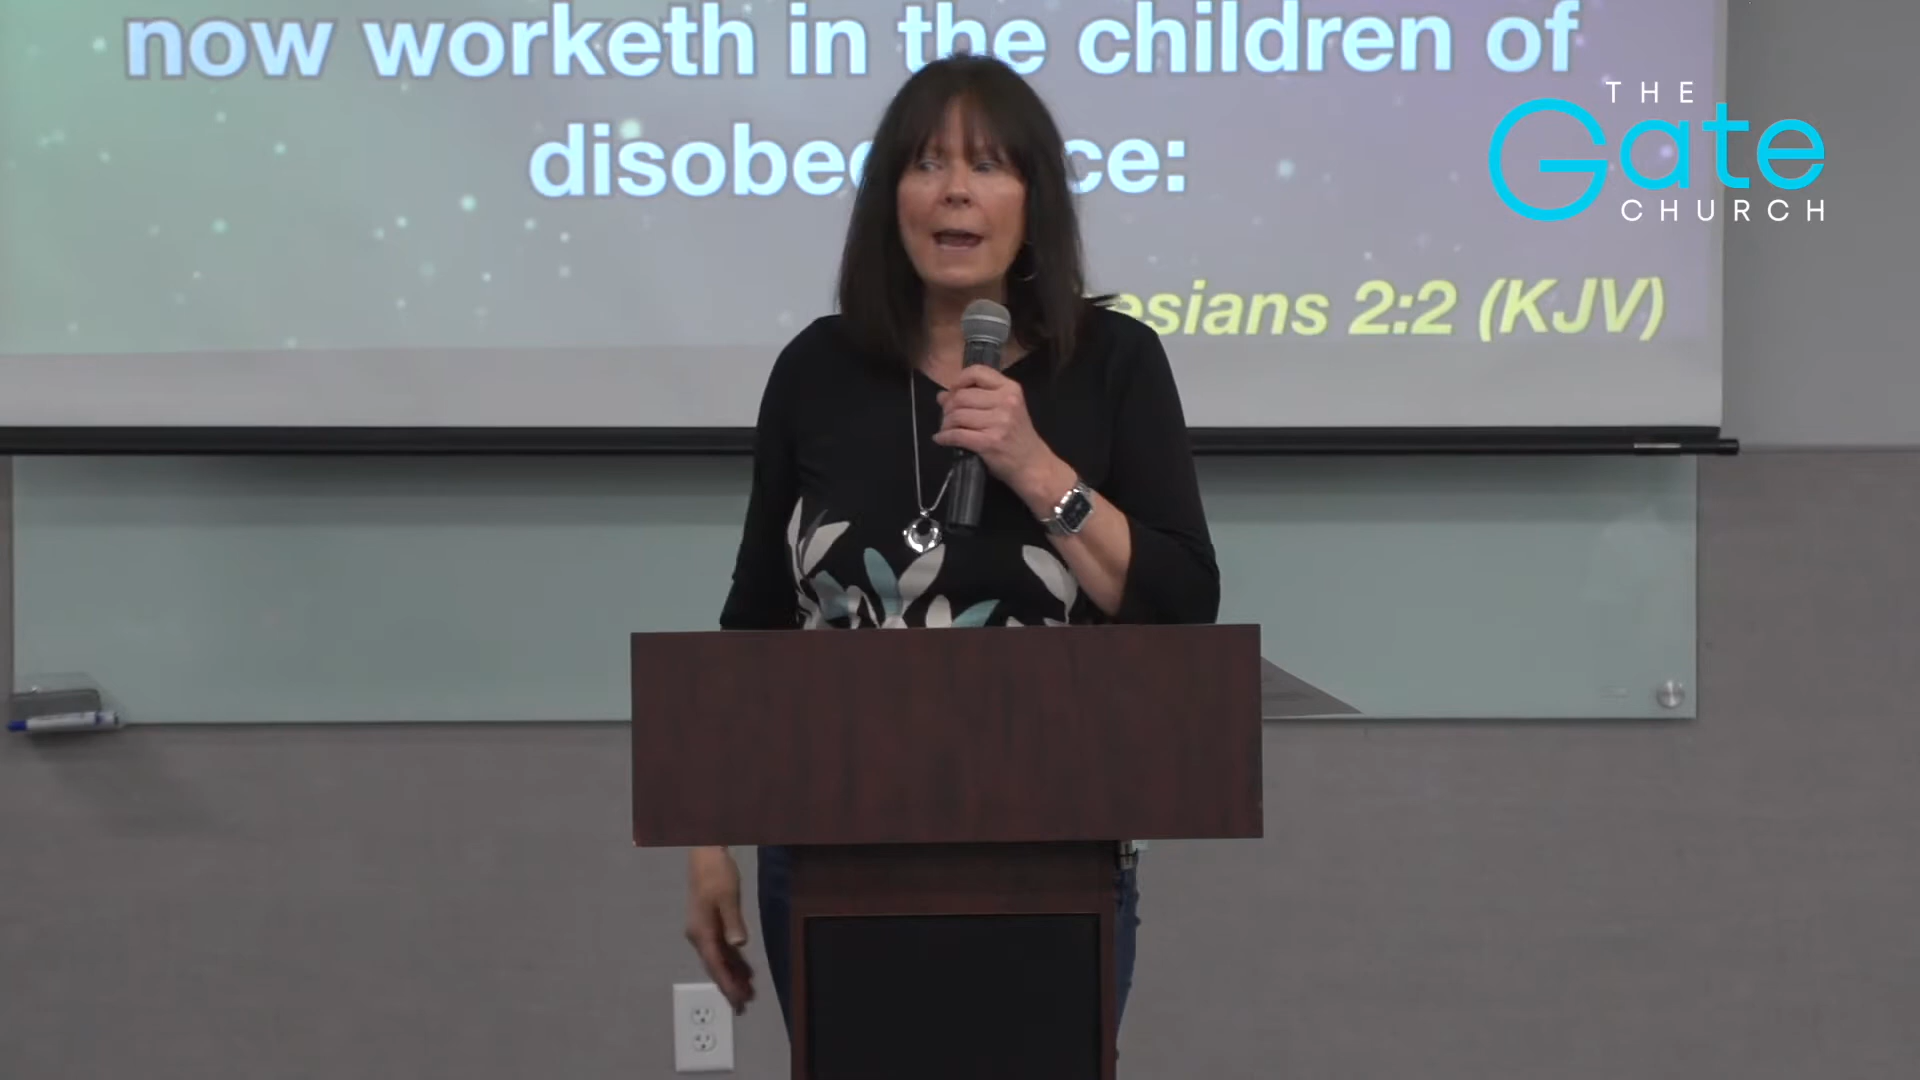 now worketh in the children of
disobe ce:
esians 2:2 (KJV)
THE
Gate
CHURCH